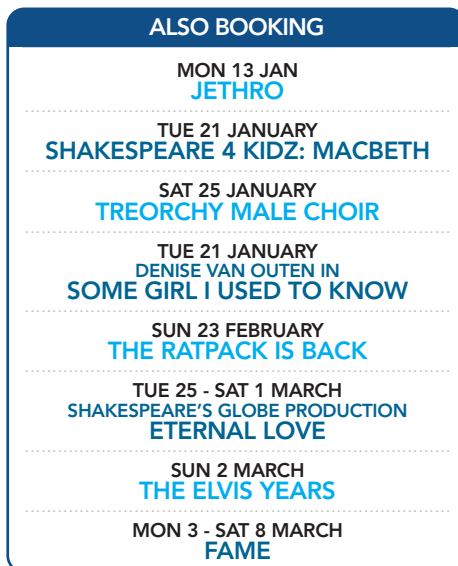 ALSO BOOKING
MON 13 JAN
JETHRO
TUE 21 JANUARY
SHAKESPEARE 4 KIDZ: MACBETH
SAT 25 JANUARY
TREORCHY MALE CHOIR
TUE 21 JANUARY
DENISE VAN OUTEN IN
SOME GIRL I USED TO KNOW
SUN 23 FEBRUARY
THE RATPACK IS BACK
TUE 25 - SAT 1 MARCH
SHAKESPEARE'S GLOBE PRODUCTION
ETERNAL LOVE
SUN 2 MARCH
THE ELVIS YEARS
MON 3 - SAT 8 MARCH
FAME